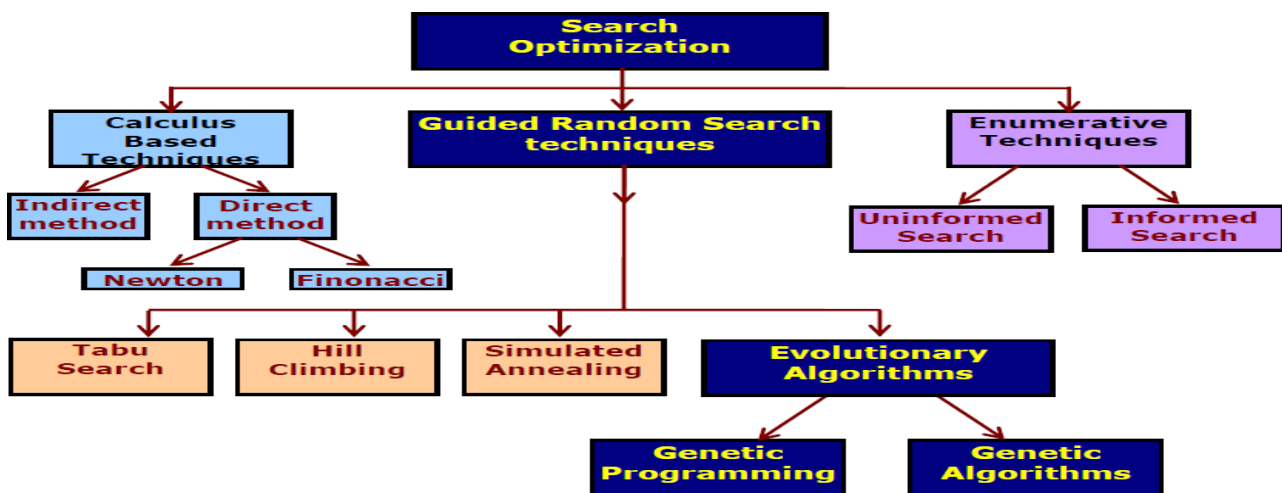 Search
Optimization
Calculus
Based
Techniques
Guided Random Search
techniques
Enumerative
Techniques
Indirect
method
Direct
method
Uninformed
Search
Informed
Search
Newton
Finonacci
Tabu
Search
Hill
Climbing
Simulated
Annealing
Evolutionary
Algorithms
Genetic
Programming
Genetic
Algorithms